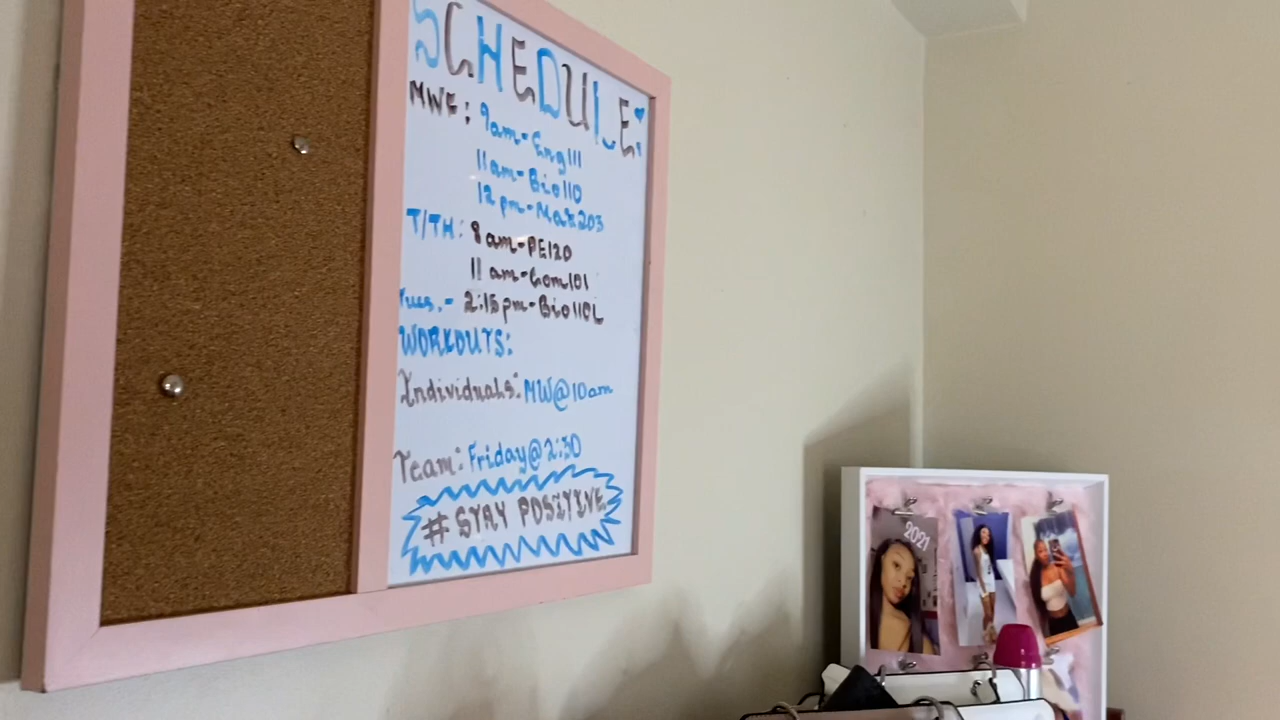 SCHEDULE:
MWF: 9am-Eng111
11am-Bio110
12pm-Mat203
T/TH: 8am-PE120
11am-Com101
Tues.- 2:15pm-Bio110L
WORKOUTS:
Individuals: MW@10am
Team: Friday@2:30
#STAY POSITIVE
2021